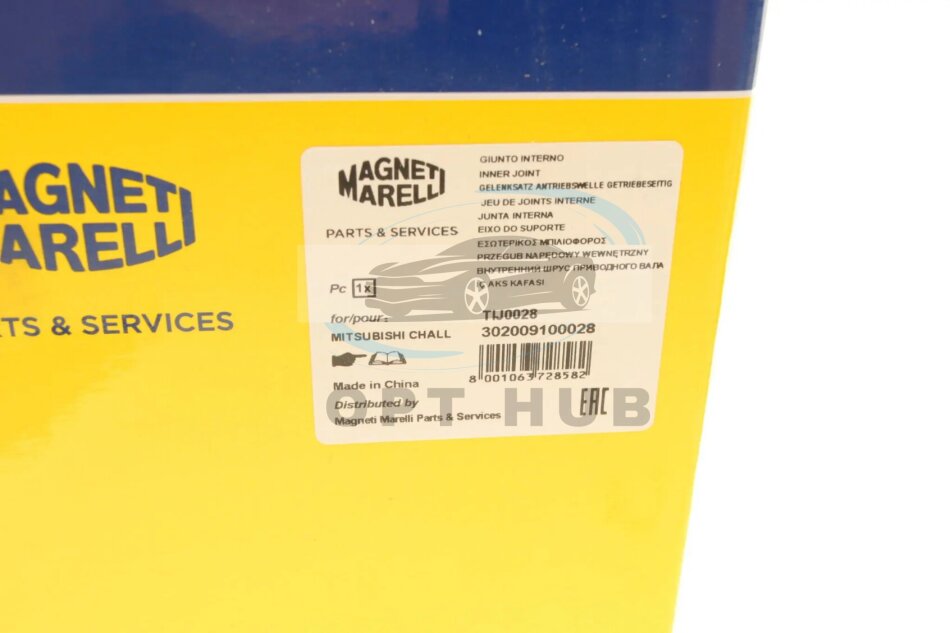 AGNETI
MARELLI
TS & SERVICES
MAGNETI
MARELLI
PARTS & SERVICES
Pc 1x
for/pour:
MITSUBISHI CHALL
Made in China
Distributed by
Magneti Marelli Parts & Services
GIUNTO INTERNO
INNER JOINT
GELENKSATZ ANTRIEBSWELLE GETRIEBESEITIG
JEU DE JOINTS INTERNE
JUNTA INTERNA
EIXO DO SUPORTE
ΕΣΩΤΕΡΙΚΟΣ ΜΠΙΛΙΟΦΟΡΟΣ
PRZEGUB NAPĘDOWY WEWNĘTRZNY
ВНУТРЕННИЙ ШРУС ПРИВОДНОГО ВАЛА
Ç AKS KAFASI
TIJ0028
302009100028
8 001063 728582
EAC
OPT HUB